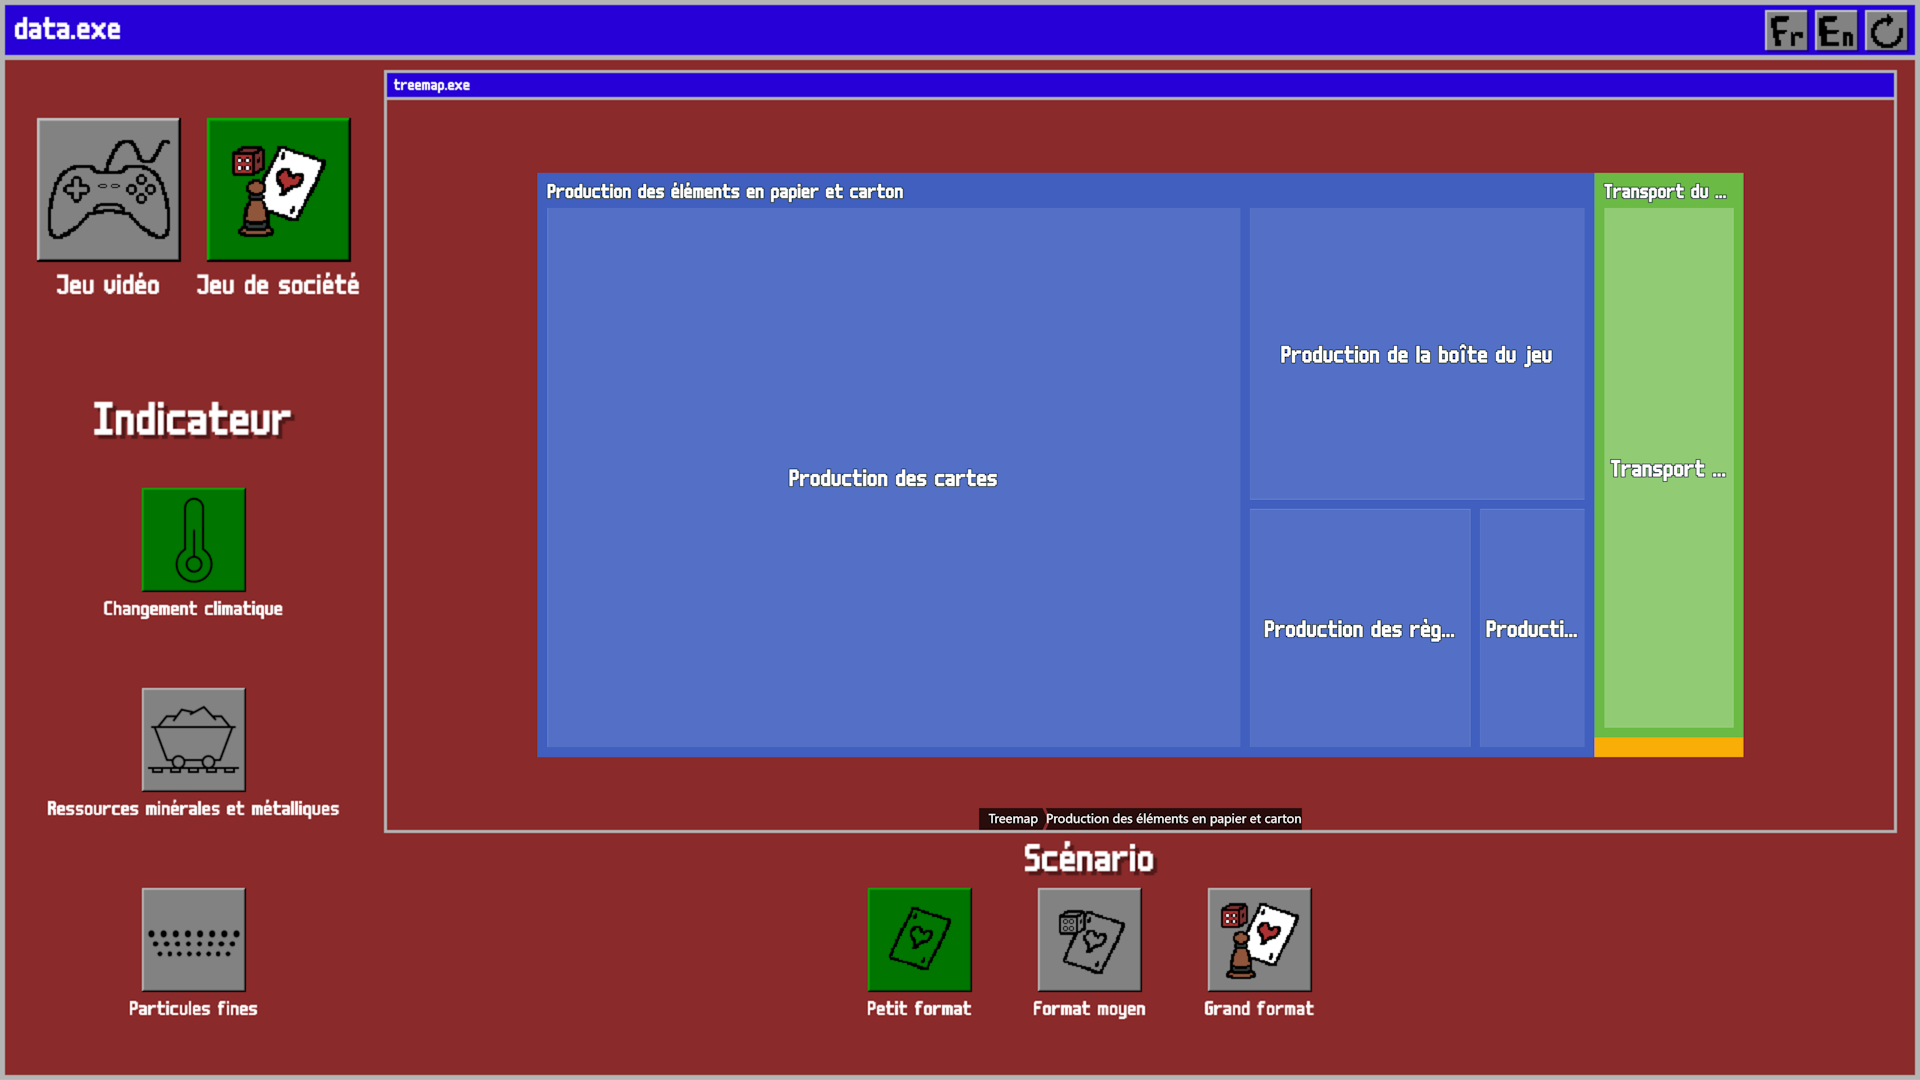 data.exe
Fr En
treemap.exe
Jeu vidéo
Jeu de société
Indicateur
Changement climatique
Ressources minérales et métalliques
Particules fines
Production des éléments en papier et carton
Transport du ...
Production des cartes
Production de la boîte du jeu
Production des règ...
Producti...
Transport ...
Treemap
Production des éléments en papier et carton
Scénario
Petit format
Format moyen
Grand format